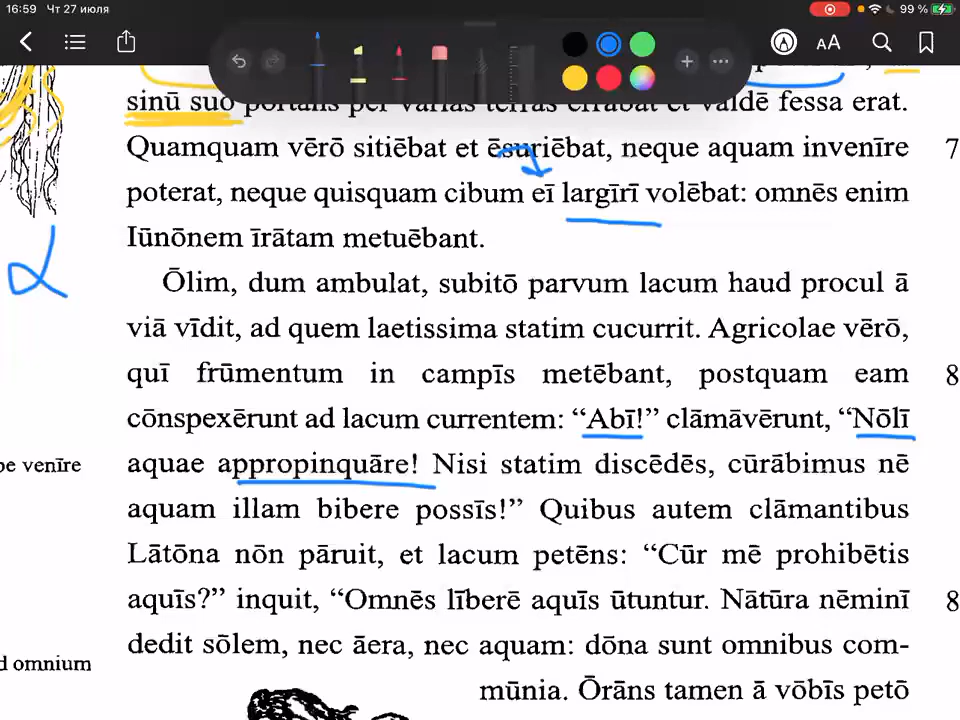 16:59 Чт 27 июля 99 %
AA
sinū suo portāns per variās terrās errābat et valdē fessa erat.
Quamquam vērō sitiēbat et ēsuriēbat, neque aquam invenīre 7
poterat, neque quisquam cibum eī largīrī volēbat: omnēs enim
Iūnōnem īrātam metuēbant.
Ōlim, dum ambulat, subitō parvum lacum haud procul ā
viā vīdit, ad quem laetissima statim cucurrit. Agricolae vērō,
quī frūmentum in campīs metēbant, postquam eam 8
cōnspexērunt ad lacum currentem: “Abī!” clāmāvērunt, “Nōlī
pe venīre
aquae appropinquāre! Nisi statim discēdēs, cūrābimus nē
aquam illam bibere possīs!” Quibus autem clāmantibus
Lātōna nōn pāruit, et lacum petēns: “Cūr mē prohibētis
aquīs?” inquit, “Omnēs līberē aquīs ūtuntur. Nātūra nēminī 8
dedit sōlem, nec āera, nec aquam: dōna sunt omnibus com-
d omnium
mūnia. Ōrāns tamen ā vōbīs petō